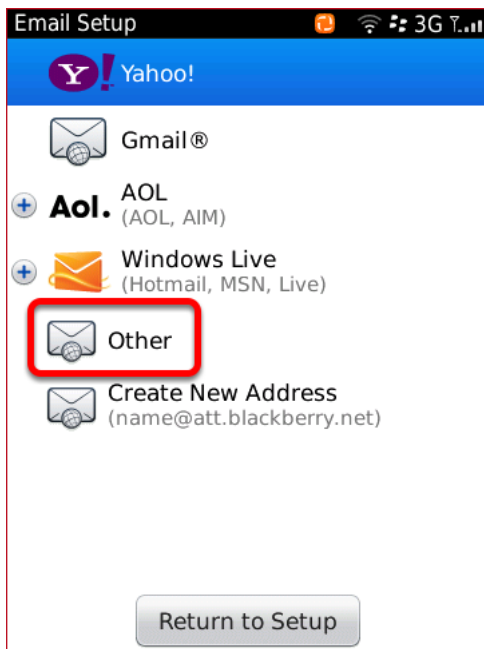 Email Setup 3G
Y! Yahoo!
Gmail®
Aol. AOL
(AOL, AIM)
Windows Live
(Hotmail, MSN, Live)
Other
Create New Address
(name@att.blackberry.net)
Return to Setup